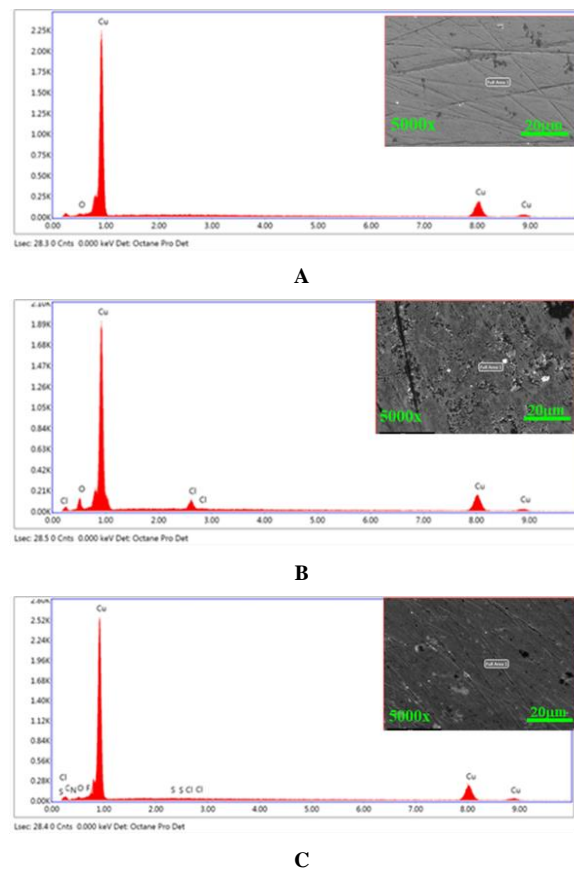 Cu
2.25K
2.00K
1.75K
1.50K
1.25K
1.00K
0.75K
0.50K
0.25K
0.00K
O
Cu
Cu
0.00 1.00 2.00 3.00 4.00 5.00 6.00 7.00 8.00 9.00
Full Area 1
5000x
20µm
Lsec: 28.3 0 Cnts 0.000 keV Det: Octane Pro Det
A
2.10K
1.89K
1.68K
1.47K
1.26K
1.05K
0.84K
0.63K
0.42K
0.21K
0.00K
Cu
Cl
O
Cl
Cl
Cu
Cu
0.00 1.00 2.00 3.00 4.00 5.00 6.00 7.00 8.00 9.00
Full Area 1
5000x
20µm
Lsec: 28.5 0 Cnts 0.000 keV Det: Octane Pro Det
B
2.80K
2.52K
2.24K
1.96K
1.68K
1.40K
1.12K
0.84K
0.56K
0.28K
0.00K
Cu
Cl
S C N O F
S S Cl Cl
Cu
Cu
0.00 1.00 2.00 3.00 4.00 5.00 6.00 7.00 8.00 9.00
Full Area 1
5000x
20µm
Lsec: 28.4 0 Cnts 0.000 keV Det: Octane Pro Det
C